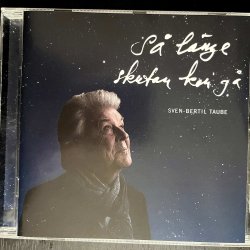 Så länge
skutan kan gå
SVEN-BERTIL TAUBE